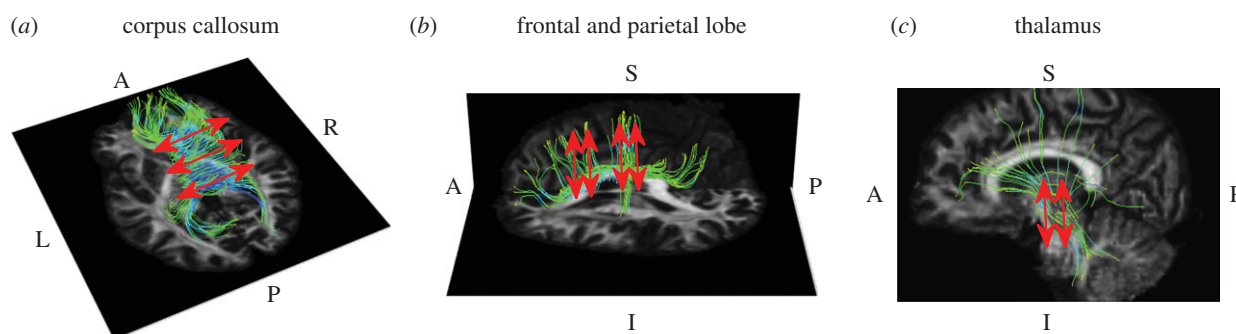 (a) corpus callosum
(b) frontal and parietal lobe
(c) thalamus
A
R
L
P
S
A
P
I
S
A
P
I